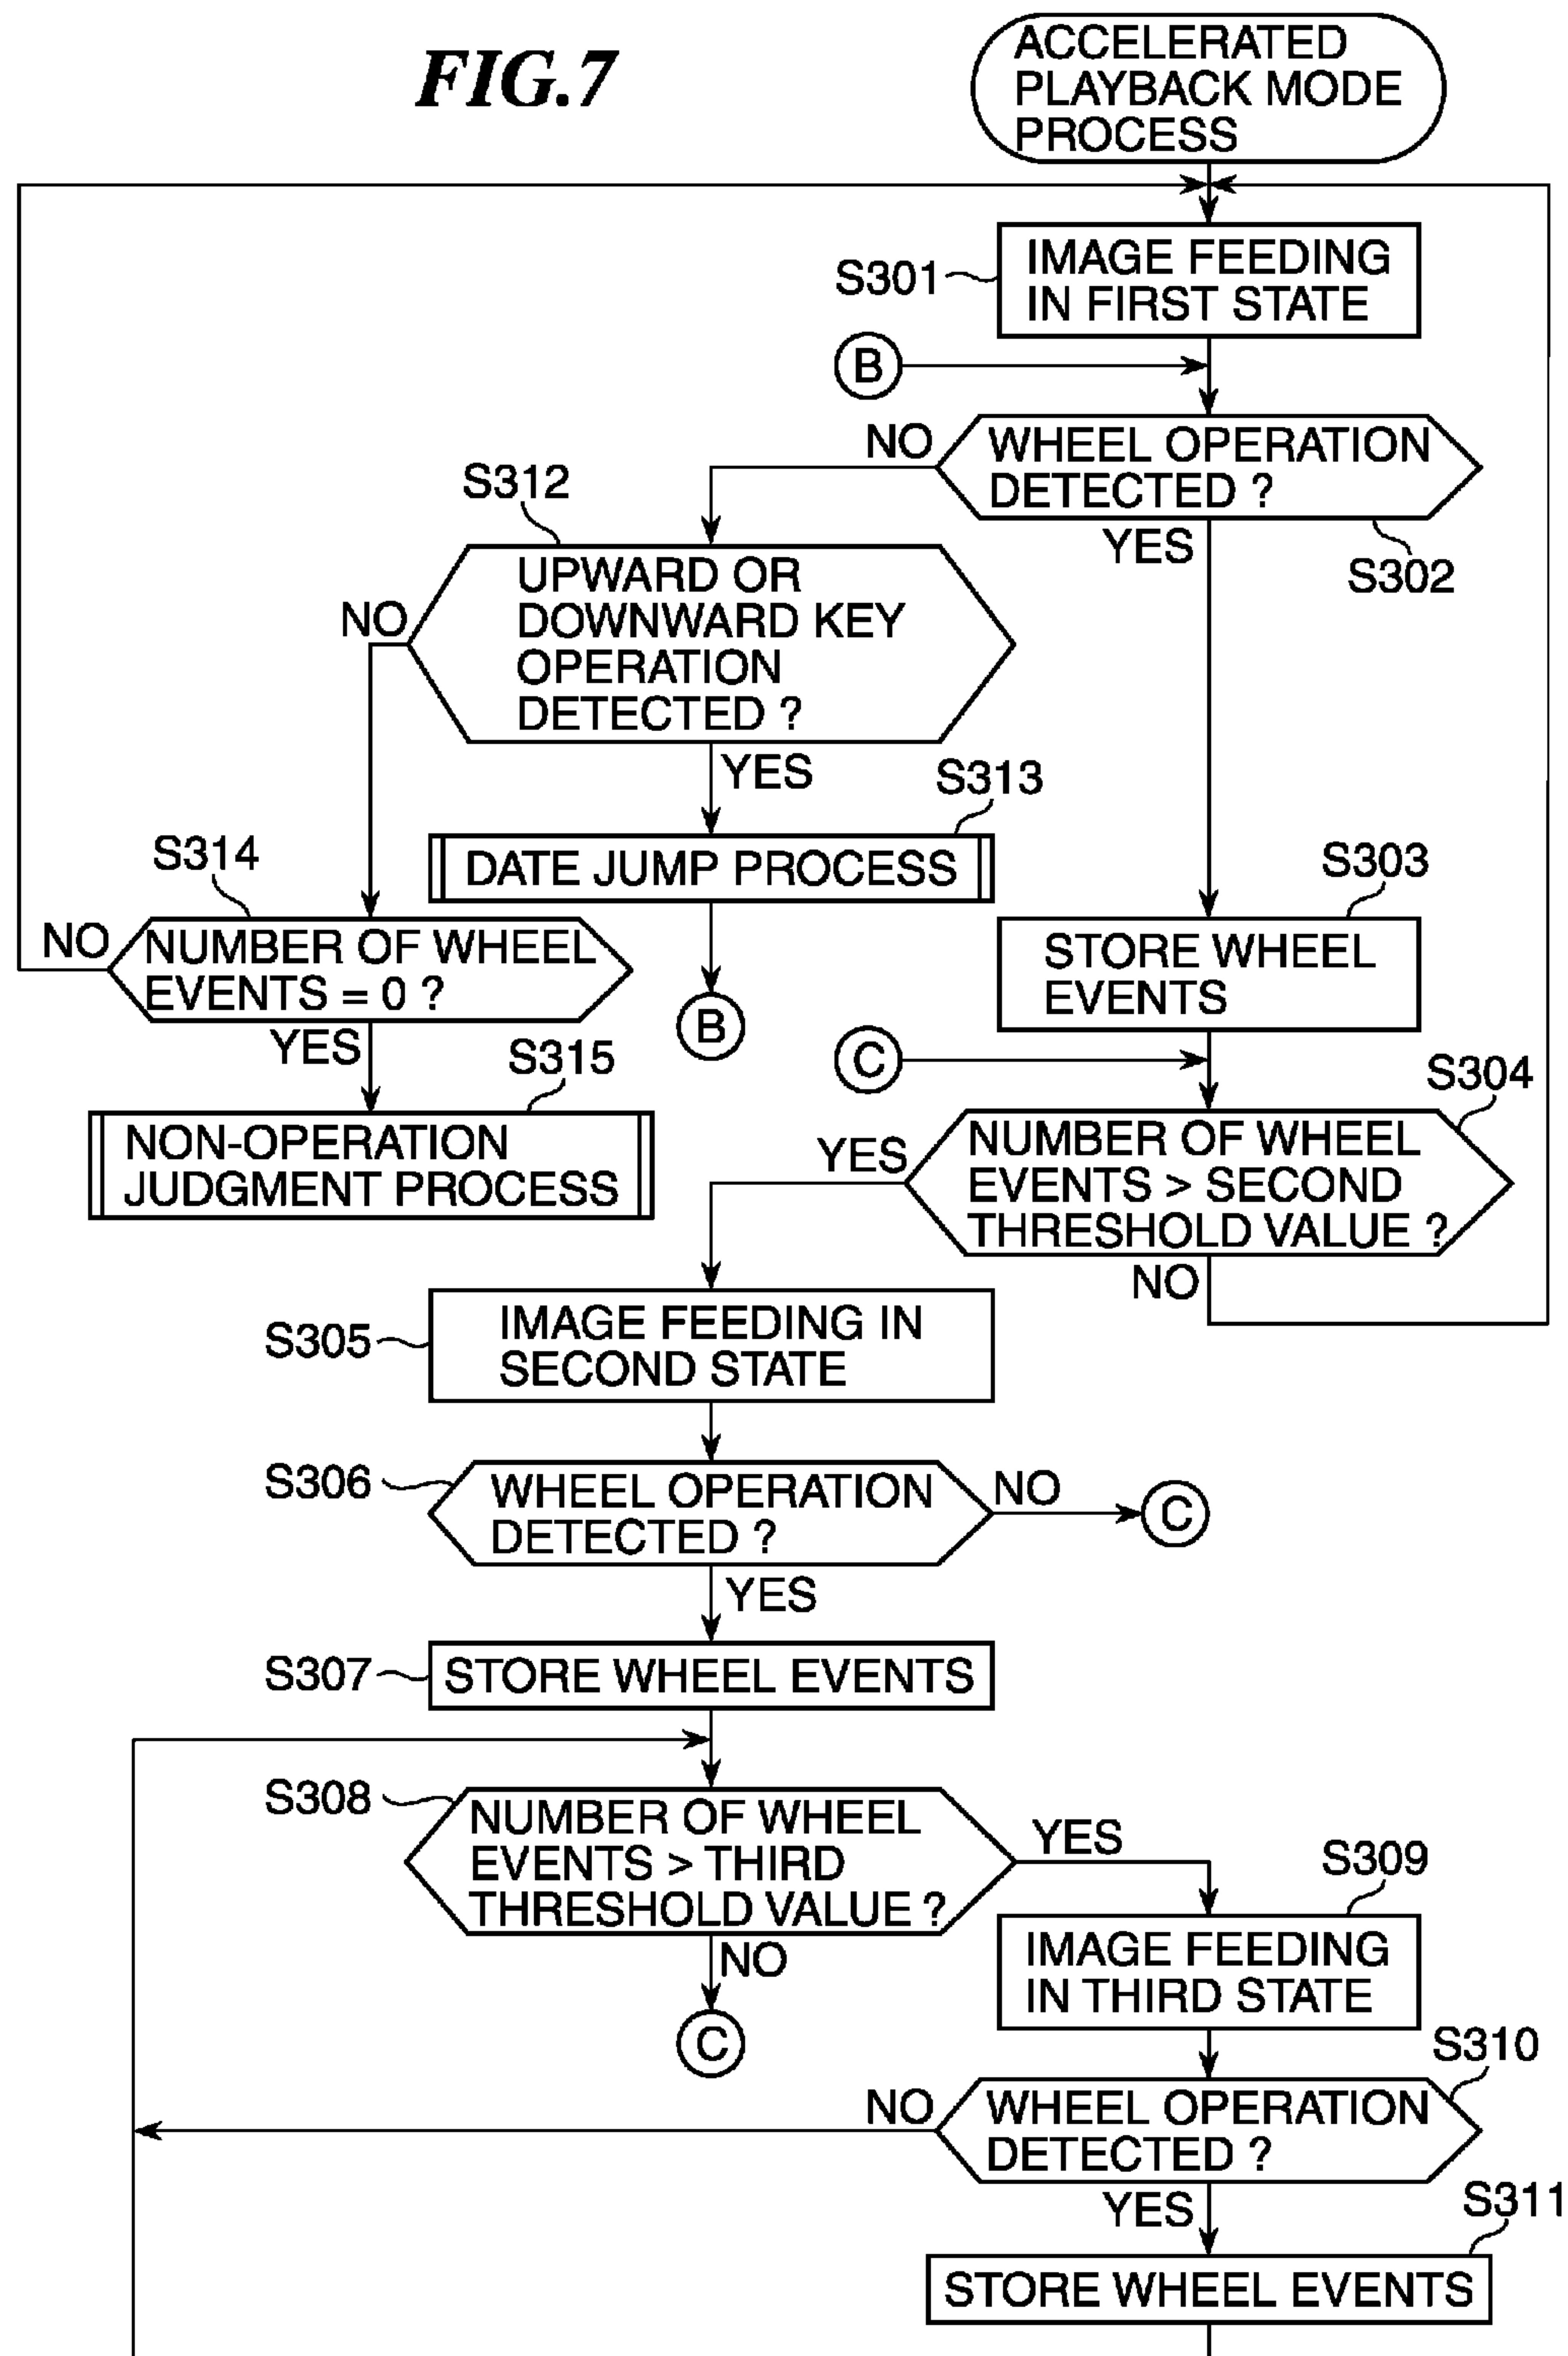 FIG.7
ACCELERATED
PLAYBACK MODE
PROCESS
S301
IMAGE FEEDING
IN FIRST STATE
B
NO
WHEEL OPERATION
DETECTED ?
S302
YES
S312
UPWARD OR
DOWNWARD KEY
OPERATION
DETECTED ?
NO
YES
S313
DATE JUMP PROCESS
B
S314
NO
NUMBER OF WHEEL
EVENTS = 0 ?
YES
S315
NON-OPERATION
JUDGMENT PROCESS
S303
STORE WHEEL
EVENTS
C
S304
YES
NUMBER OF WHEEL
EVENTS > SECOND
THRESHOLD VALUE ?
NO
S305
IMAGE FEEDING IN
SECOND STATE
S306
WHEEL OPERATION
DETECTED ?
NO
C
YES
S307
STORE WHEEL EVENTS
S308
NUMBER OF WHEEL
EVENTS > THIRD
THRESHOLD VALUE ?
YES
NO
C
S309
IMAGE FEEDING
IN THIRD STATE
S310
NO
WHEEL OPERATION
DETECTED ?
YES
S311
STORE WHEEL EVENTS